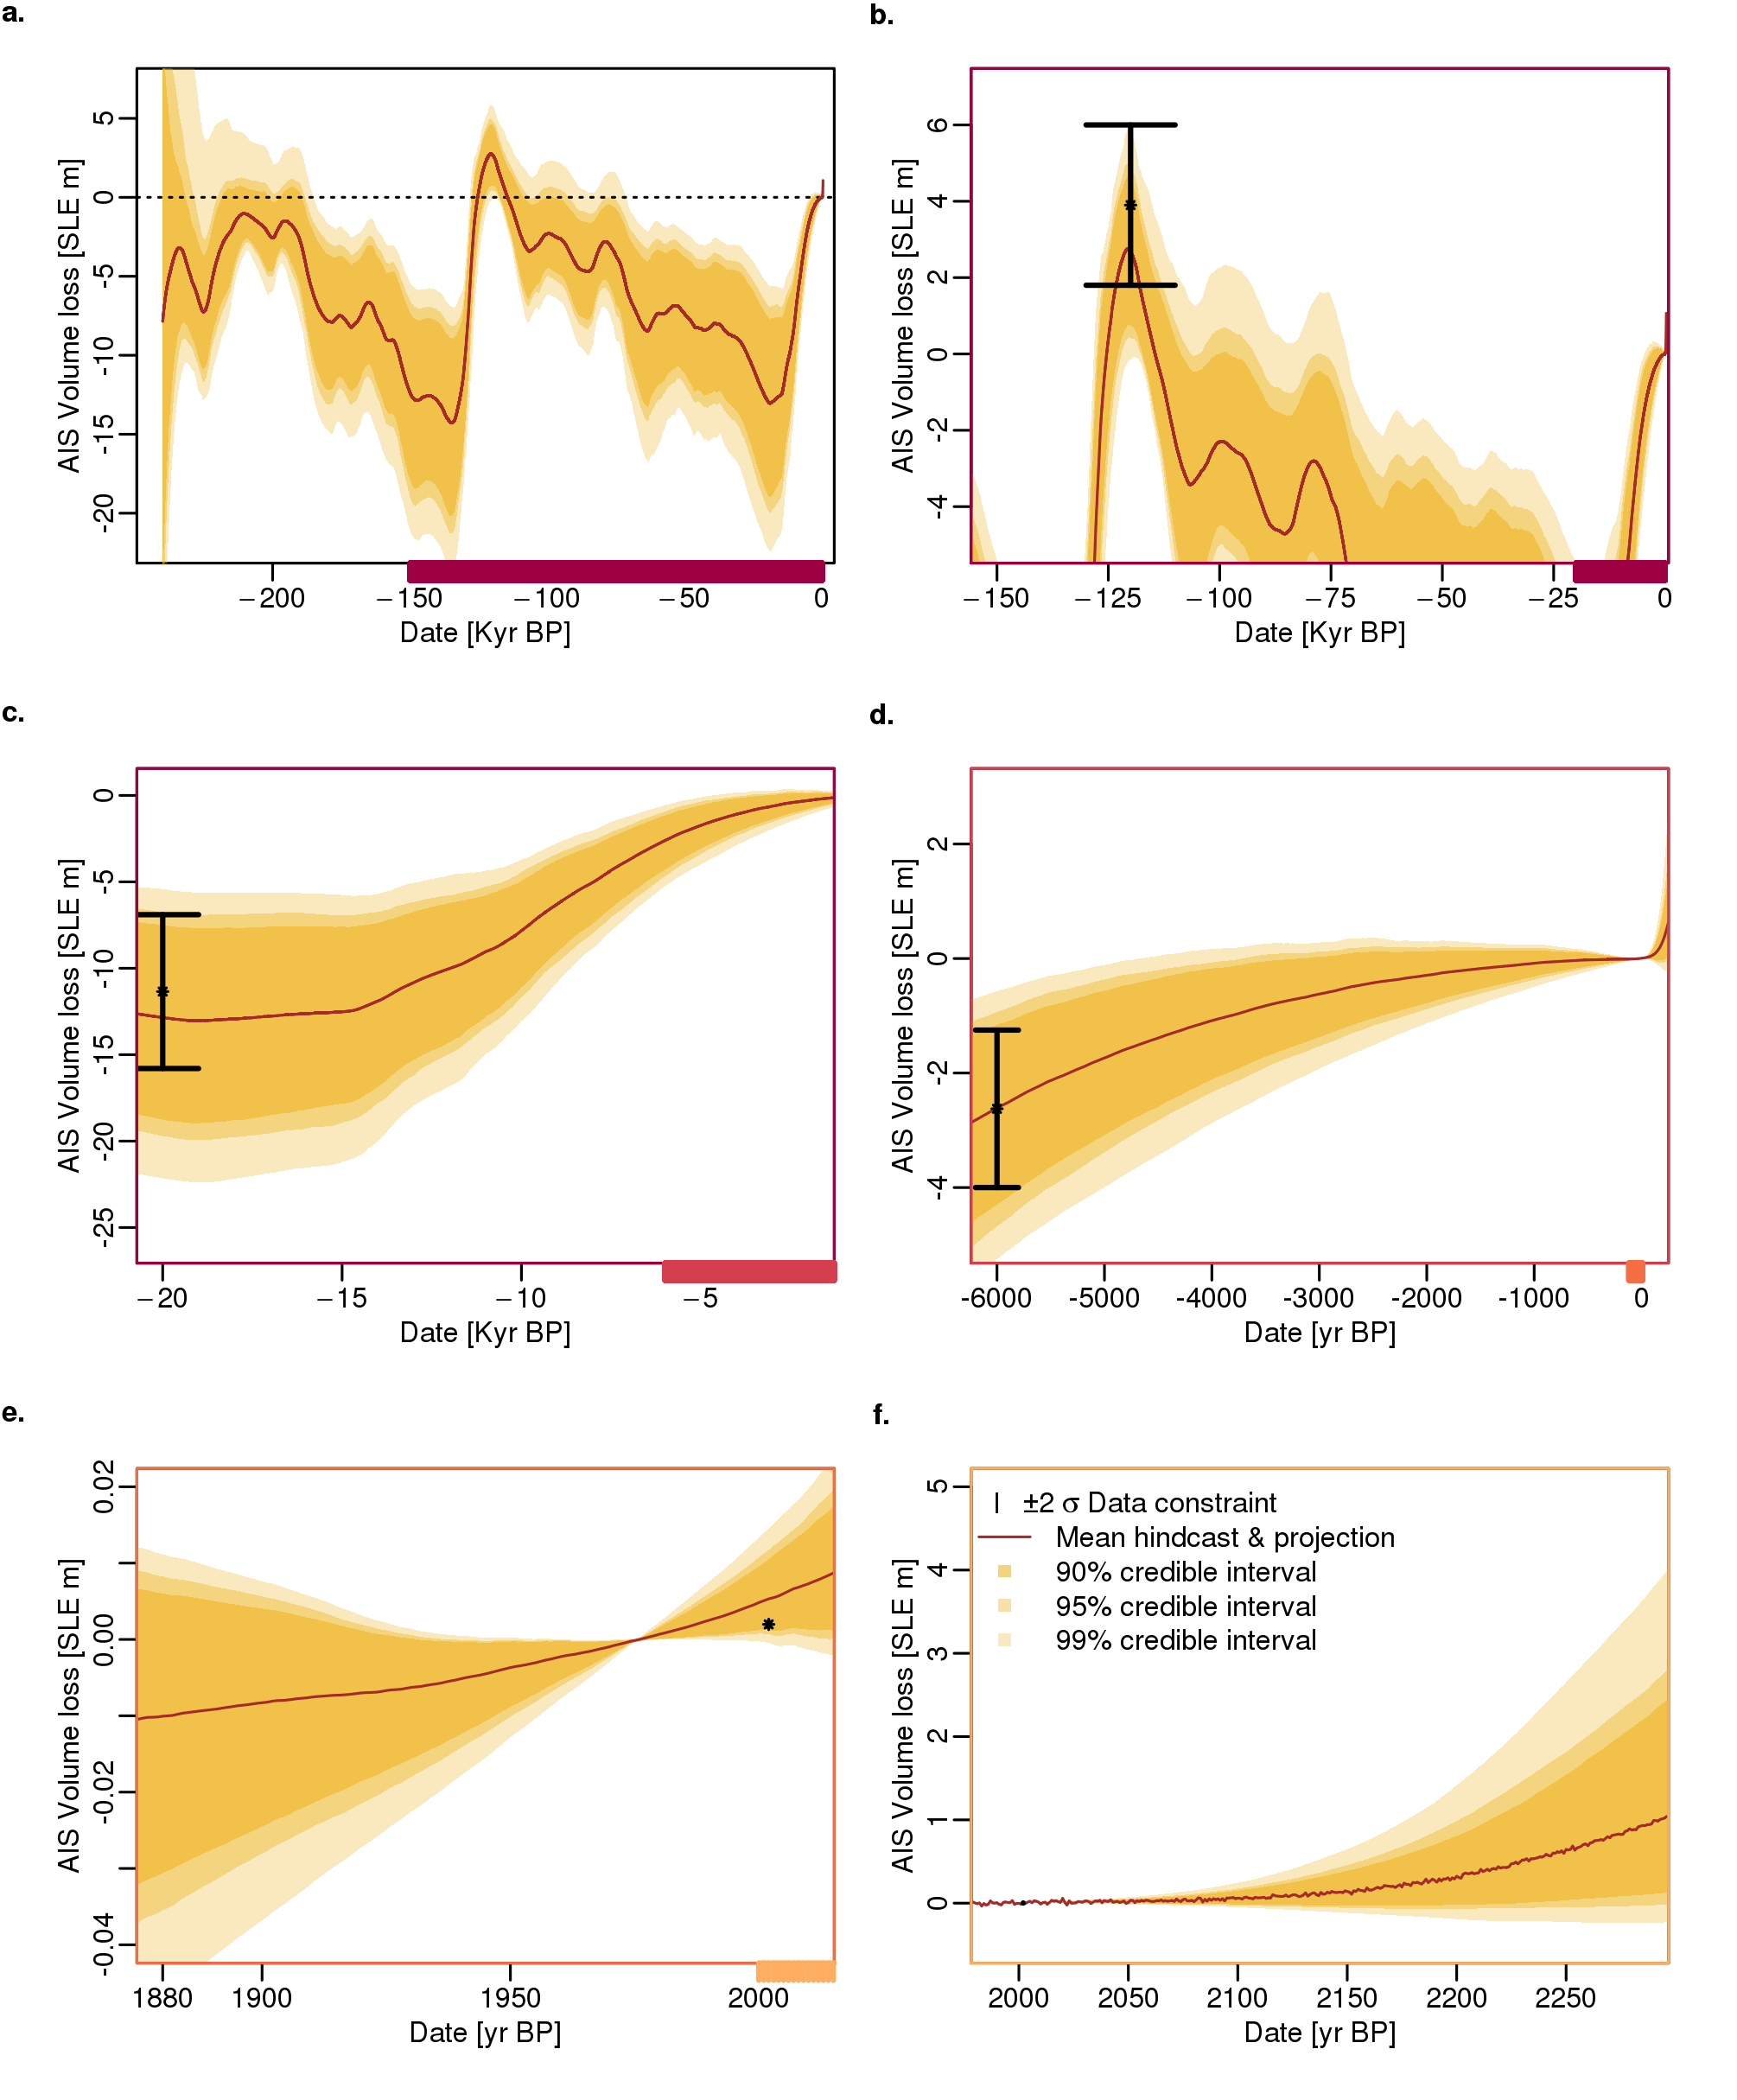 a.
AIS Volume loss [SLE m]
5
0
-5
-10
-15
-20
−200 −150 −100 −50 0
Date [Kyr BP]
b.
AIS Volume loss [SLE m]
6
4
2
0
-2
-4
−150 −125 −100 −75 −50 −25 0
Date [Kyr BP]
c.
AIS Volume loss [SLE m]
0
-5
-10
-15
-20
-25
−20 −15 −10 −5
Date [Kyr BP]
d.
AIS Volume loss [SLE m]
2
0
-2
-4
-6000 -5000 -4000 -3000 -2000 -1000 0
Date [yr BP]
e.
AIS Volume loss [SLE m]
0.02
0.00
-0.02
-0.04
1880 1900 1950 2000
Date [yr BP]
f.
AIS Volume loss [SLE m]
5
4
3
2
1
0
±2 σ Data constraint
Mean hindcast & projection
90% credible interval
95% credible interval
99% credible interval
2000 2050 2100 2150 2200 2250
Date [yr BP]